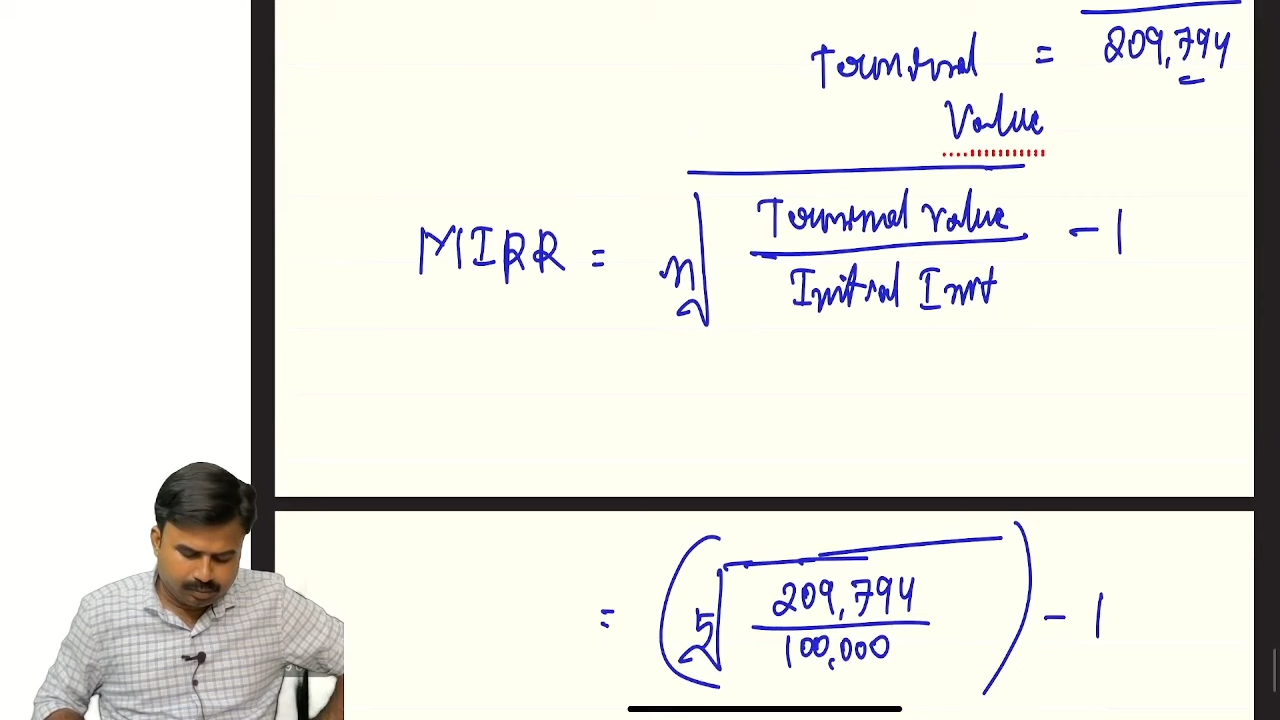 209,794
Terminal =
Value
MIRR = n√ Terminal value - 1
Initial Invt
= ( 5√ 209,794 ) - 1
100,000